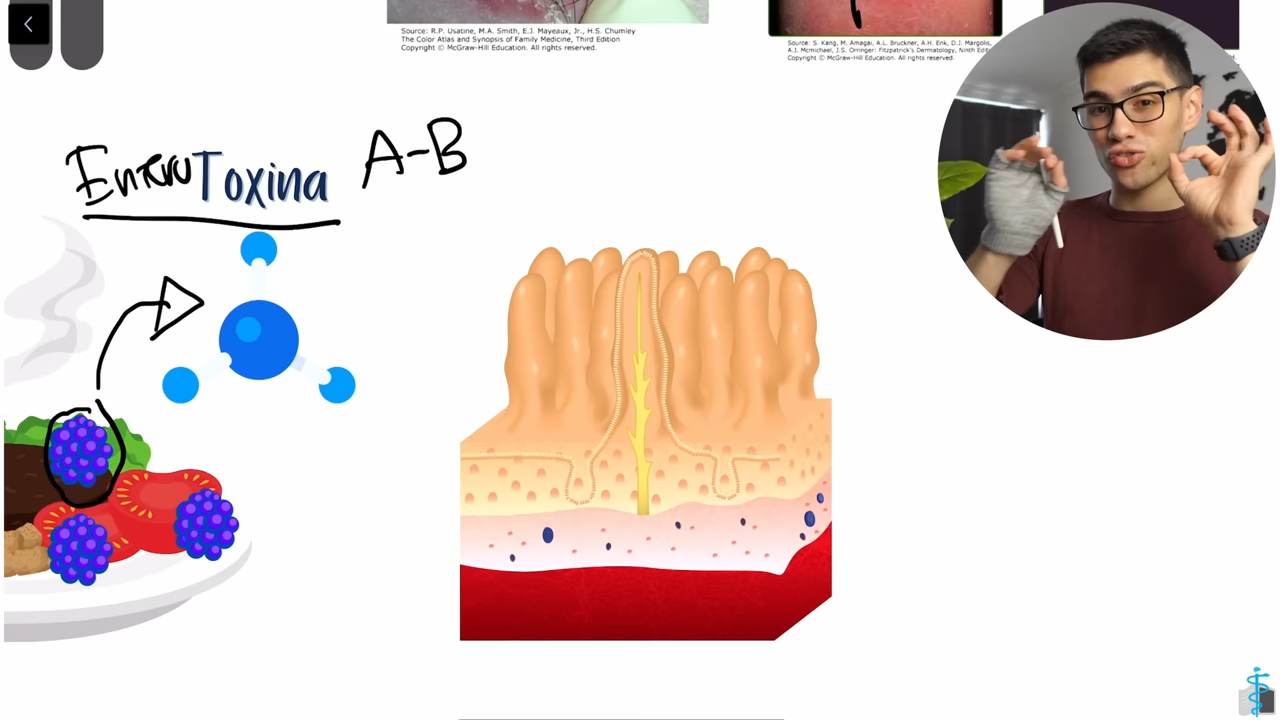 Source: R.P. Usatine, M.A. Smith, E.J. Mayeaux, Jr., H.S. Chumley
The Color Atlas and Synopsis of Family Medicine, Third Edition
Copyright © McGraw-Hill Education. All rights reserved.
Source: S. Kang, M. Amagai, A.L. Bruckner, A.H. Enk, D.J. Margolis,
A.J. Mcmichael, J.S. Orringer: Fitzpatrick's Dermatology, Ninth Edit
Copyright © McGraw-Hill Education. All rights reserved.
EnteroToxina A-B